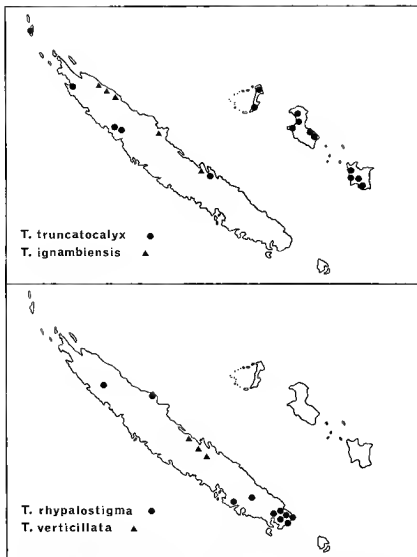 T. truncatocalyx ●
T. ignambiensis ▲
T. rhypalostigma ●
T. verticillata ▲